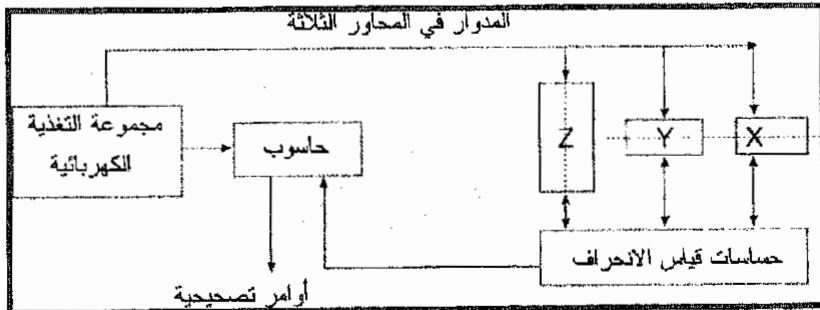 المدوار في المحاور الثلاثة
مجموعة التغذية
الكهربائية
حاسوب
Z
Y
X
حساسات قياس الانحراف
أوامر تصحيحية